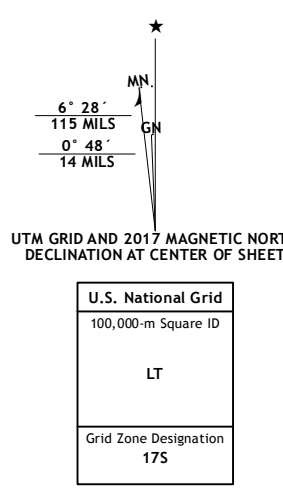 ★
MN.
6° 28´
115 MILS
GN
0° 48´
14 MILS
UTM GRID AND 2017 MAGNETIC NORT
DECLINATION AT CENTER OF SHEET
U.S. National Grid
100,000-m Square ID
LT
Grid Zone Designation
17S